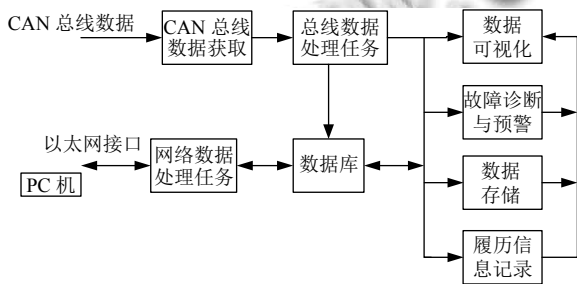 CAN 总线数据
CAN 总线
数据获取
总线数据
处理任务
数据
可视化
故障诊断
与预警
以太网接口
PC 机
网络数据
处理任务
数据库
数据
存储
履历信
息记录